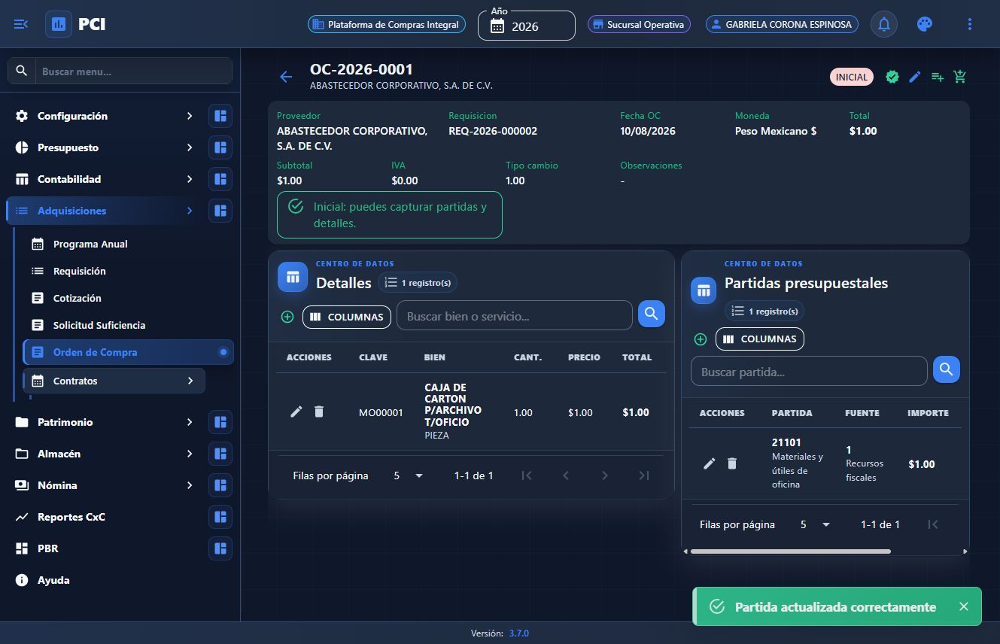 PCI
Plataforma de Compras Integral
Año
2026
Sucursal Operativa
GABRIELA CORONA ESPINOSA
Buscar menu...
Configuración
Presupuesto
Contabilidad
Adquisiciones
Programa Anual
Requisición
Cotización
Solicitud Suficiencia
Orden de Compra
Contratos
Patrimonio
Almacén
Nómina
Reportes CxC
PBR
Ayuda
OC-2026-0001
ABASTECEDOR CORPORATIVO, S.A. DE C.V.
INICIAL
Proveedor
ABASTECEDOR CORPORATIVO,
S.A. DE C.V.
Requisicion
REQ-2026-000002
Fecha OC
10/08/2026
Moneda
Peso Mexicano $
Total
$1.00
Subtotal
$1.00
IVA
$0.00
Tipo cambio
1.00
Observaciones
-
Inicial: puedes capturar partidas y
detalles.
CENTRO DE DATOS
Detalles
1 registro(s)
COLUMNAS
Buscar bien o servicio...
ACCIONES CLAVE BIEN CANT. PRECIO TOTAL
MO00001
CAJA DE
CARTON
P/ARCHIVO
T/OFICIO
PIEZA
1.00
$1.00
$1.00
Filas por página 5 1-1 de 1
CENTRO DE DATOS
Partidas presupuestales
1 registro(s)
COLUMNAS
Buscar partida...
ACCIONES PARTIDA FUENTE IMPORTE
21101
Materiales y
útiles de
oficina
1
Recursos
fiscales
$1.00
Filas por página 5 1-1 de 1
Partida actualizada correctamente
Versión: 3.7.0